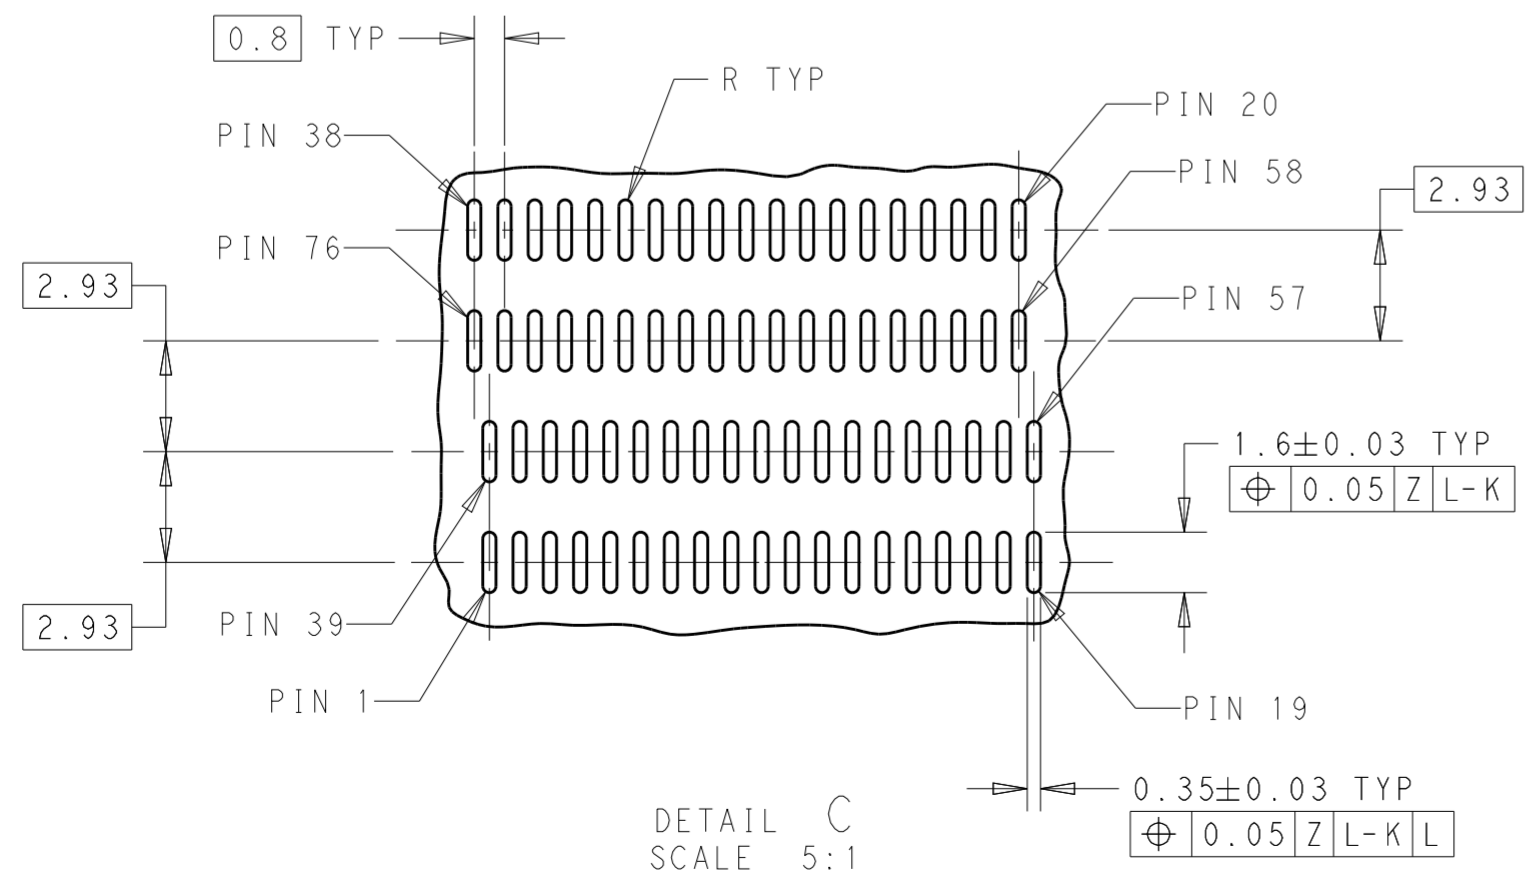 0.8 TYP
R TYP
PIN 20
PIN 38
PIN 58
2.93
PIN 76
2.93
PIN 57
1.6±0.03 TYP
⌖ 0.05 Z L-K
2.93
PIN 39
PIN 1
PIN 19
0.35±0.03 TYP
⌖ 0.05 Z L-K L
DETAIL C
SCALE 5:1